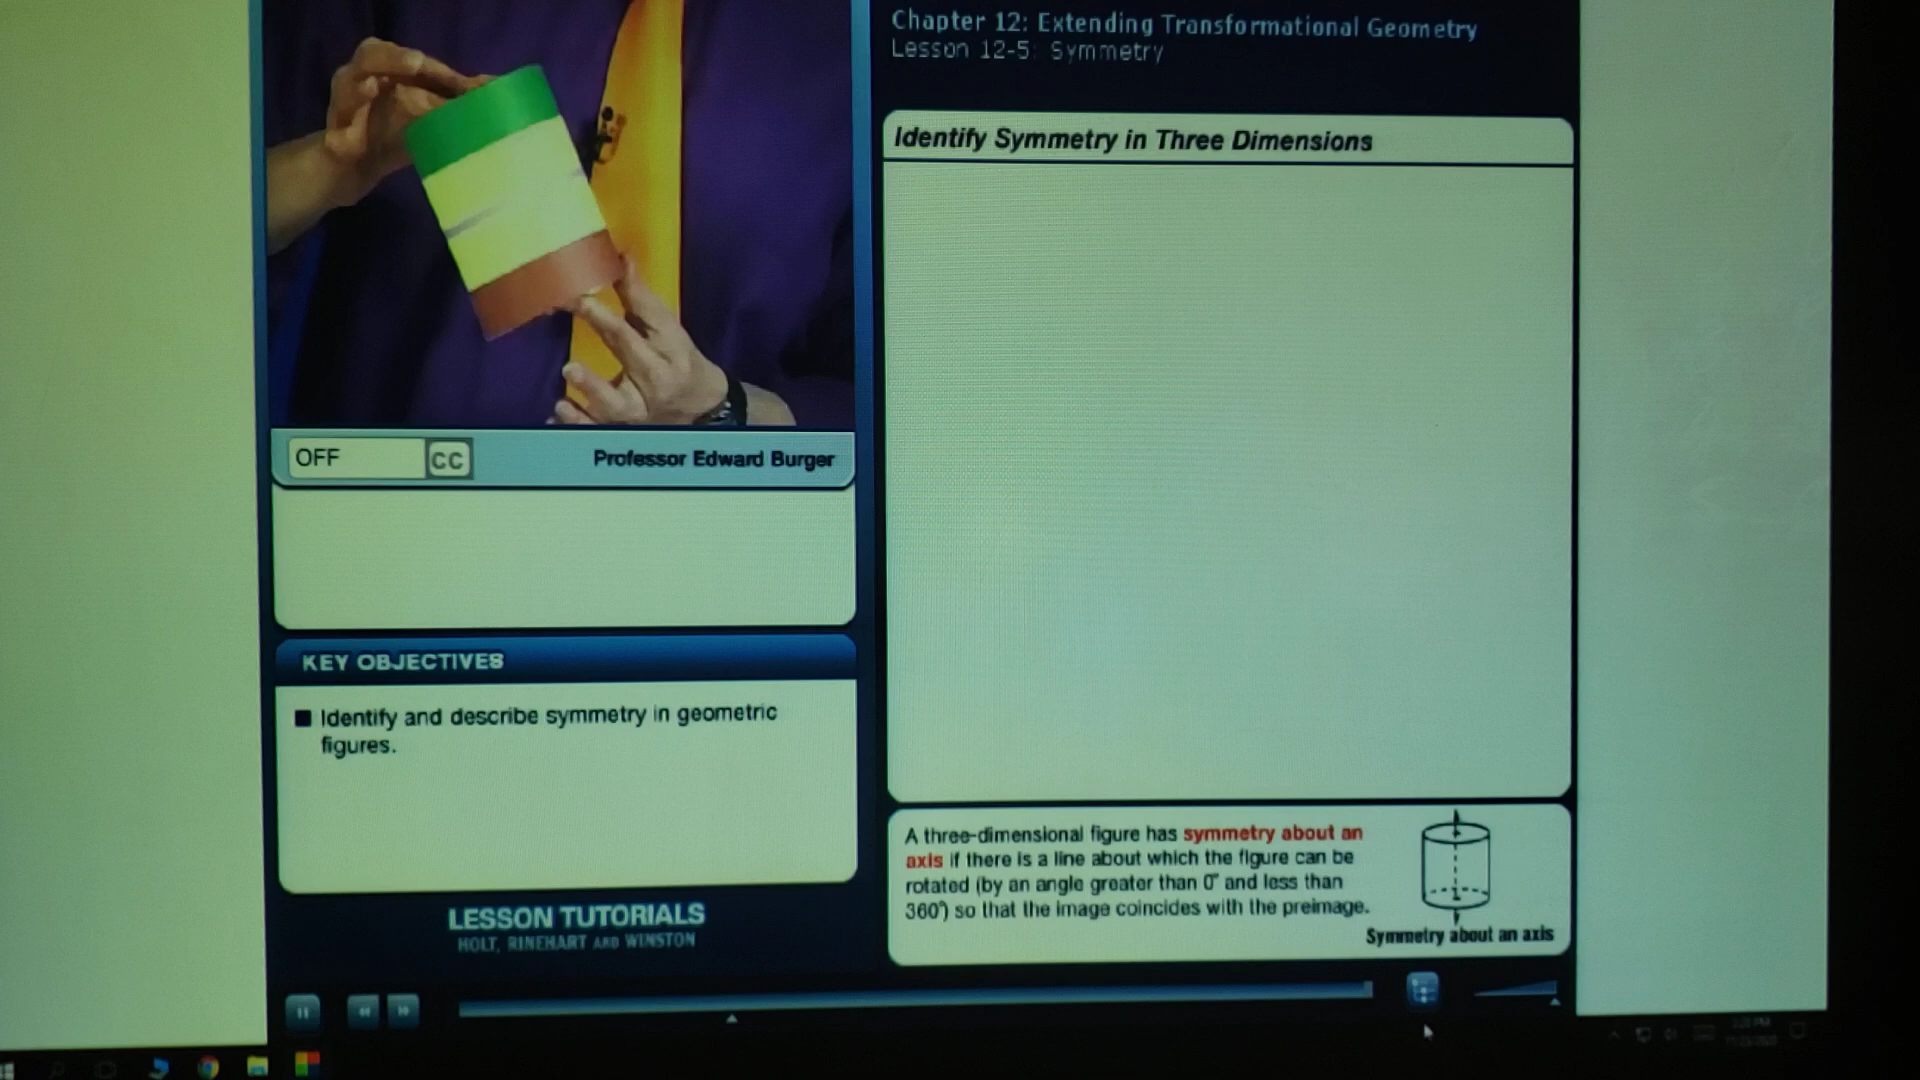 Chapter 12: Extending Transformational Geometry
Lesson 12-5: Symmetry
Identify Symmetry in Three Dimensions
OFF
CC
Professor Edward Burger
KEY OBJECTIVES
Identify and describe symmetry in geometric
figures.
LESSON TUTORIALS
HOLT, RINEHART AND WINSTON
A three-dimensional figure has symmetry about an
axis if there is a line about which the figure can be
rotated (by an angle greater than 0° and less than
360°) so that the image coincides with the preimage.
Symmetry about an axis